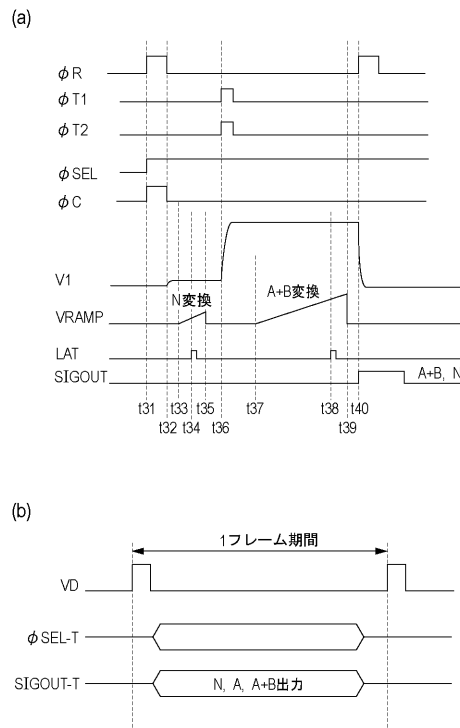 (a)
φR
φT1
φT2
φSEL
φC
V1
N変換
A+B変換
VRAMP
LAT
SIGOUT
A+B, N
t31 t33 t35 t37 t38 t40
t32 t34 t36 t39
(b)
1フレーム期間
VD
φSEL-T
SIGOUT-T
N, A, A+B出力